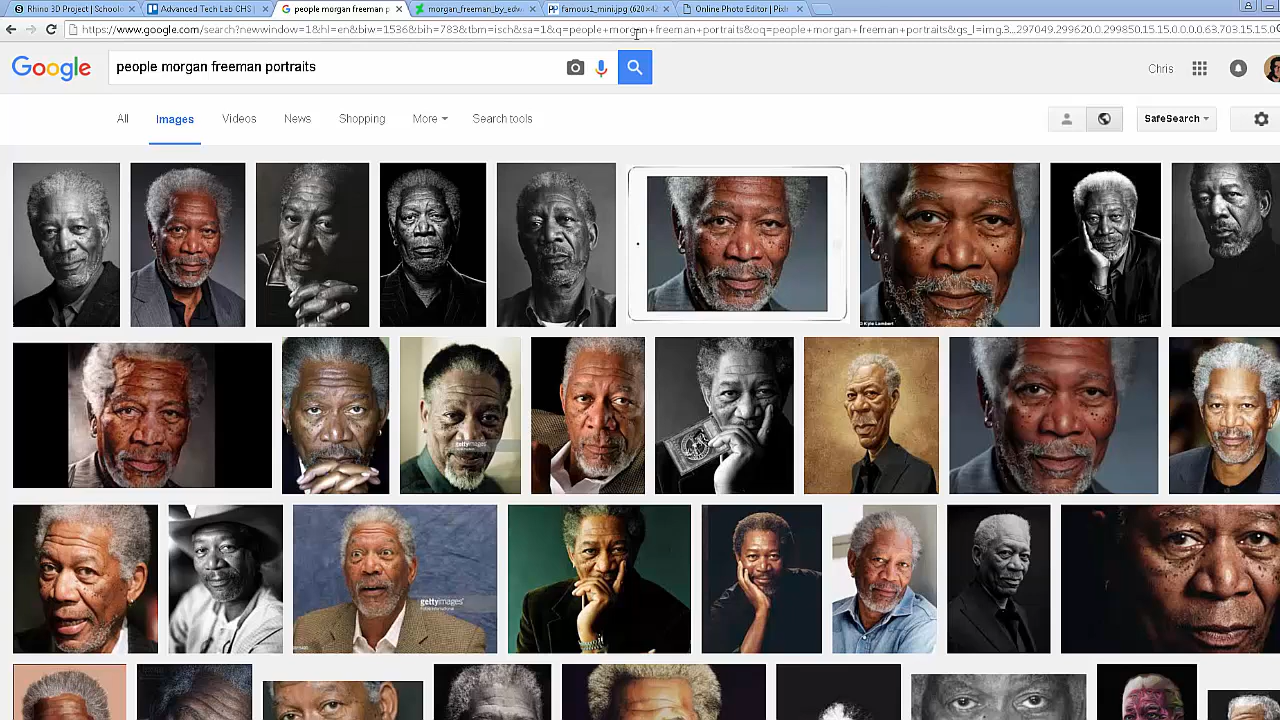 Rhino 3D Project | Schoolo
Advanced Tech Lab CHS |
people morgan freeman p
morgan_freeman_by_edw
famous1_mini.jpg (620×4
Online Photo Editor | Pixlr
https://www.google.com/search?newwindow=1&hl=en&biw=1536&bih=783&tbm=isch&sa=1&q=people+morgan+freeman+portraits&oq=people+morgan+freeman+portraits&gs_l=img.3...297049.299620.0.299850.15.15.0.0.0.0.63.703.15.15.0
Google
people morgan freeman portraits
Chris
All
Images
Videos
News
Shopping
More
Search tools
SafeSearch
© Kyle Lambert
gettyimages
gettyimages